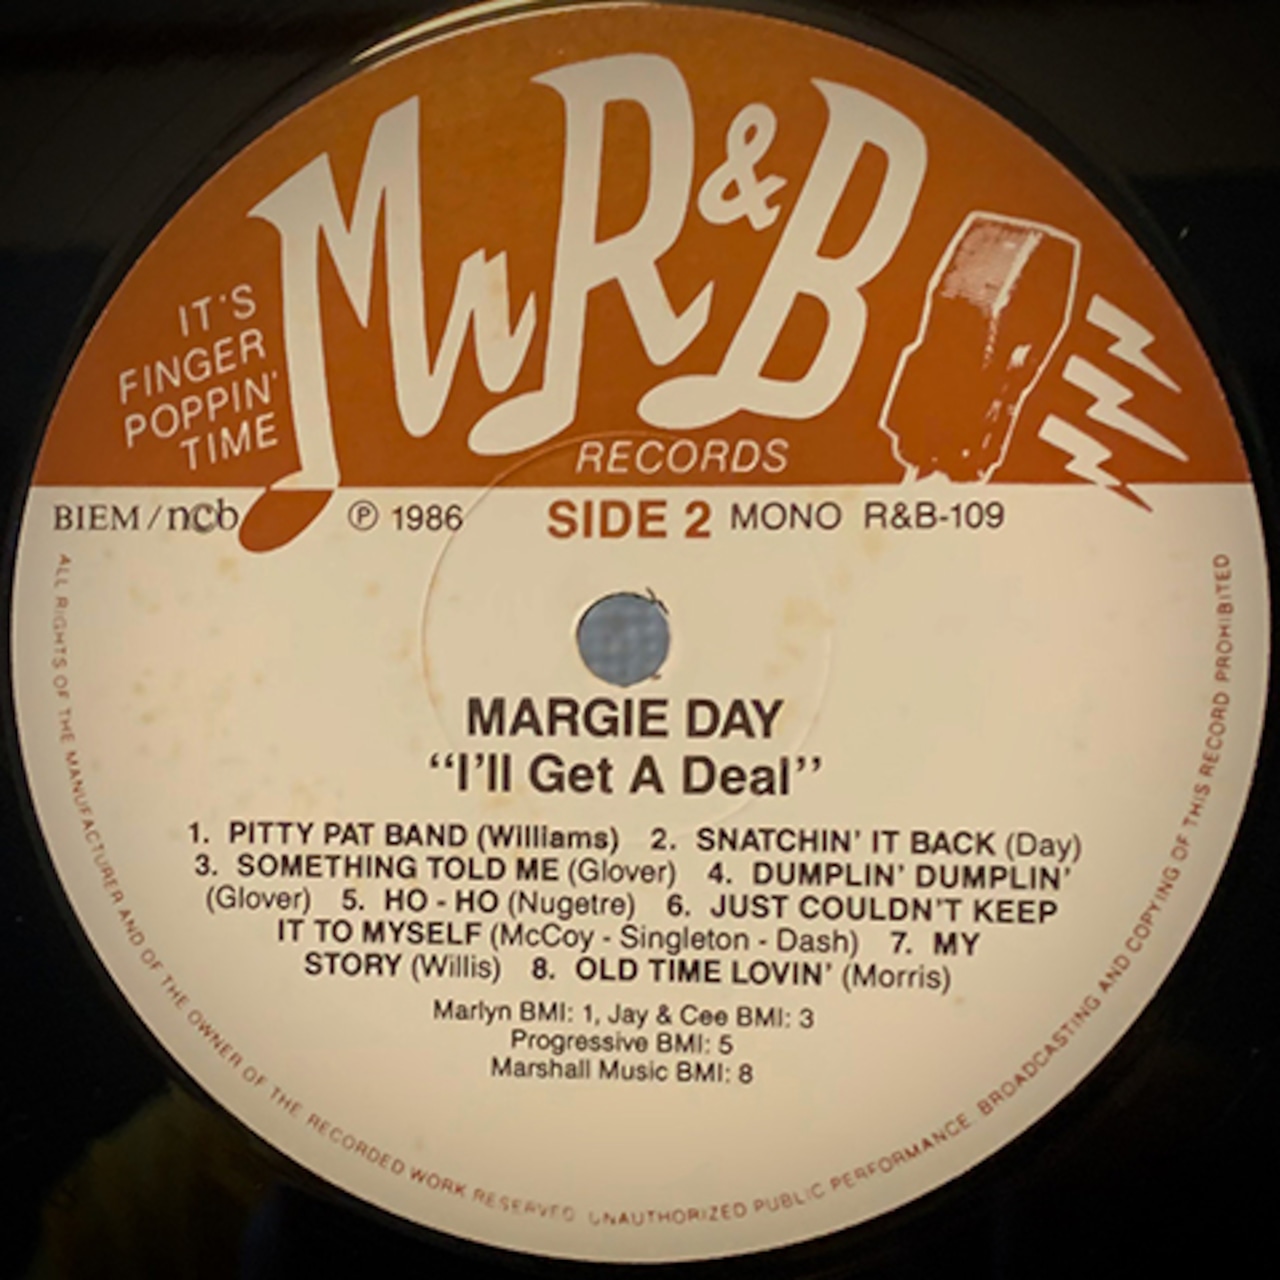 Mr R&B
IT'S
FINGER
POPPIN'
TIME
RECORDS
BIEM/ncb ℗ 1986 SIDE 2 MONO R&B-109
MARGIE DAY
“I’ll Get A Deal”
1. PITTY PAT BAND (Williams) 2. SNATCHIN’ IT BACK (Day)
3. SOMETHING TOLD ME (Glover) 4. DUMPLIN’ DUMPLIN’
(Glover) 5. HO - HO (Nugetre) 6. JUST COULDN’T KEEP
IT TO MYSELF (McCoy - Singleton - Dash) 7. MY
STORY (Willis) 8. OLD TIME LOVIN’ (Morris)
Marlyn BMI: 1, Jay & Cee BMI: 3
Progressive BMI: 5
Marshall Music BMI: 8
ALL RIGHTS OF THE MANUFACTURER AND OF THE OWNER OF THE RECORDED WORK RESERVED. UNAUTHORIZED PUBLIC PERFORMANCE. BROADCASTING AND COPYING OF THIS RECORD PROHIBITED